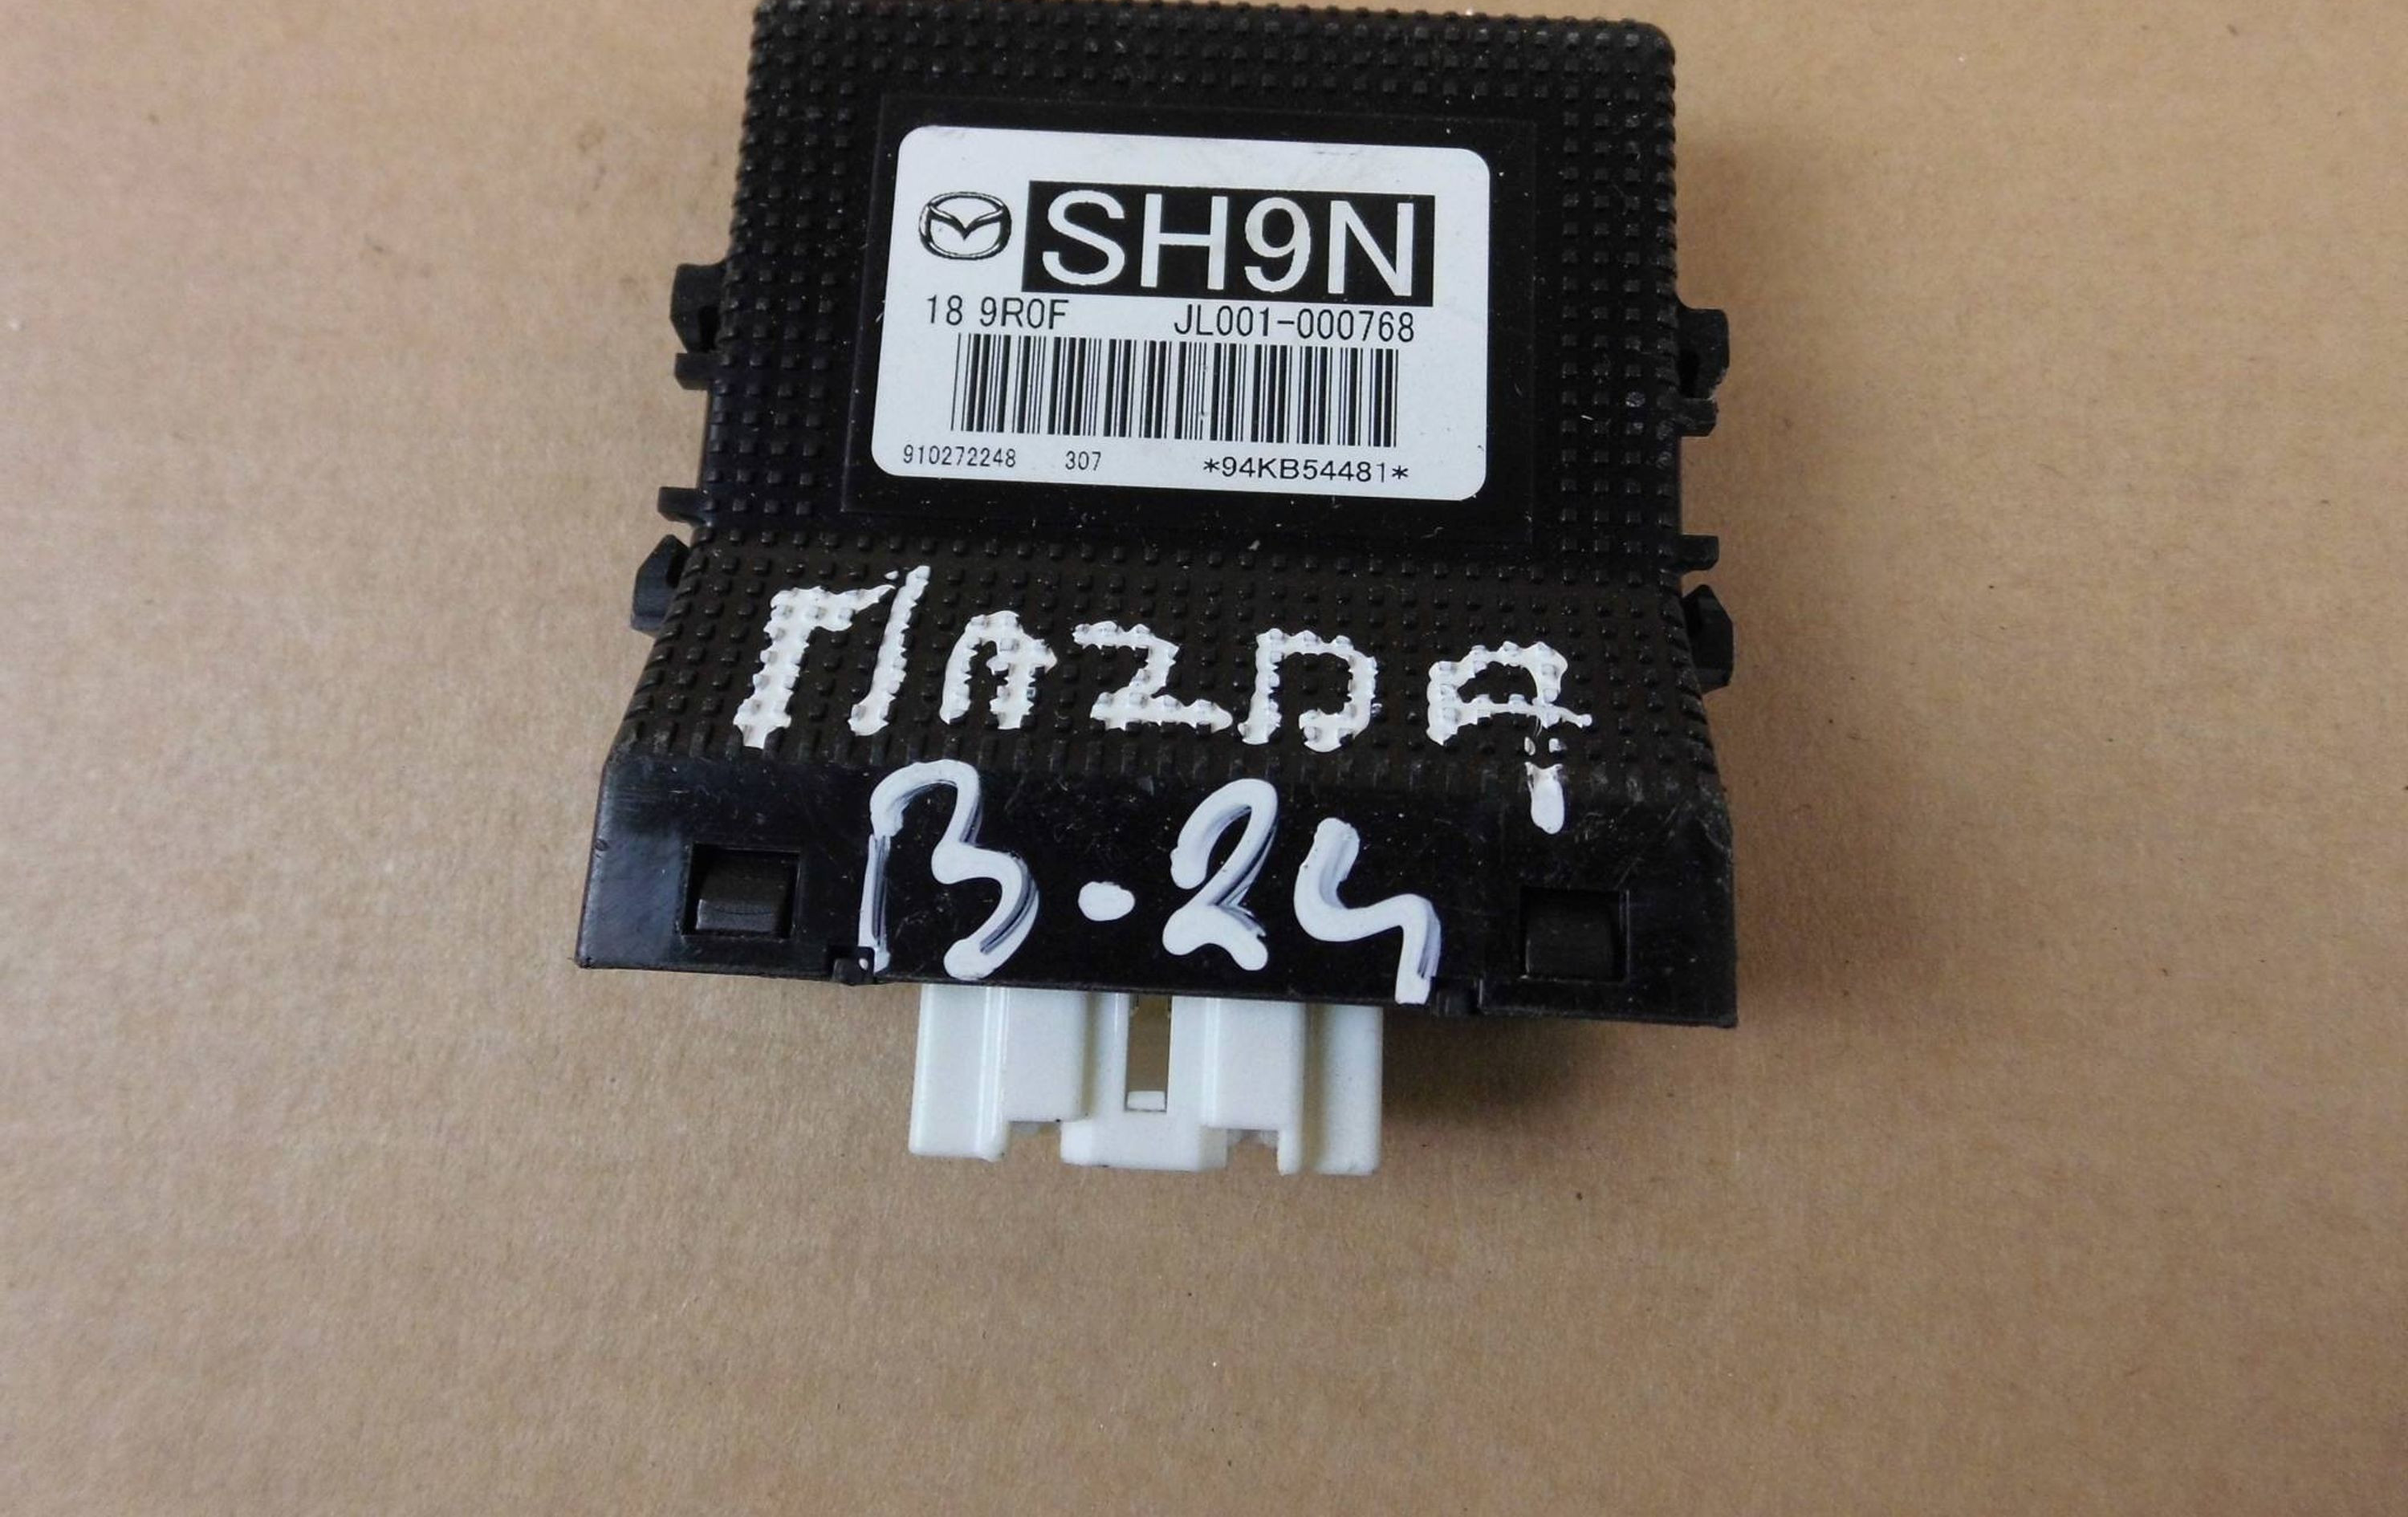 SH9N
18 9R0F JL001-000768
910272248 307 *94KB54481*
MAZDA
B-24